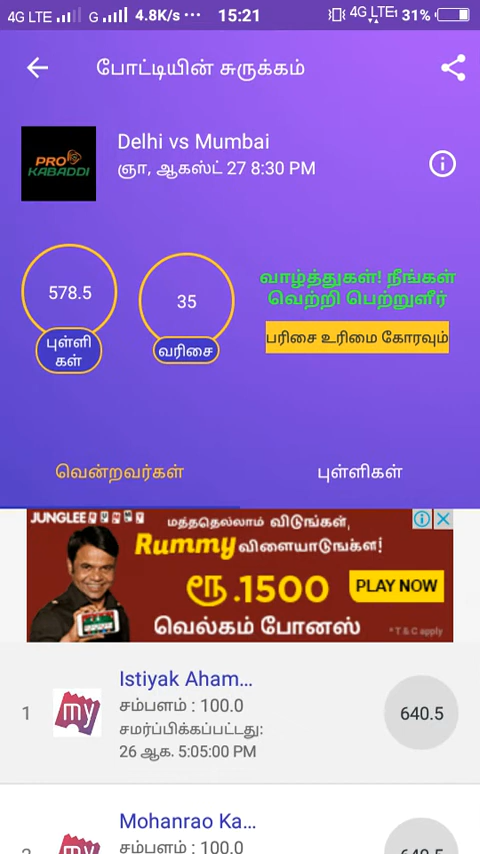 4G LTE G 4.8K/s ··· 15:21 4G LTE 31%
போட்டியின் சுருக்கம்
PRO
KABADDI
Delhi vs Mumbai
ஞா, ஆகஸ்ட் 27 8:30 PM
578.5
புள்ளி
கள்
35
வரிசை
வாழ்த்துகள்! நீங்கள்
வெற்றி பெற்றுளீர்
பரிசை உரிமை கோரவும்
வென்றவர்கள்
புள்ளிகள்
JUNGLEE RUMMY
மத்ததெல்லாம் விடுங்கள்,
Rummy விளையாடுங்கள்!
ரூ.1500
PLAY NOW
வெல்கம் போனஸ்
*T&C apply
1
my
Istiyak Aham...
சம்பளம் : 100.0
சமர்ப்பிக்கப்பட்டது:
26 ஆக. 5:05:00 PM
640.5
Mohanrao Ka...
சம்பளம் : 100.0